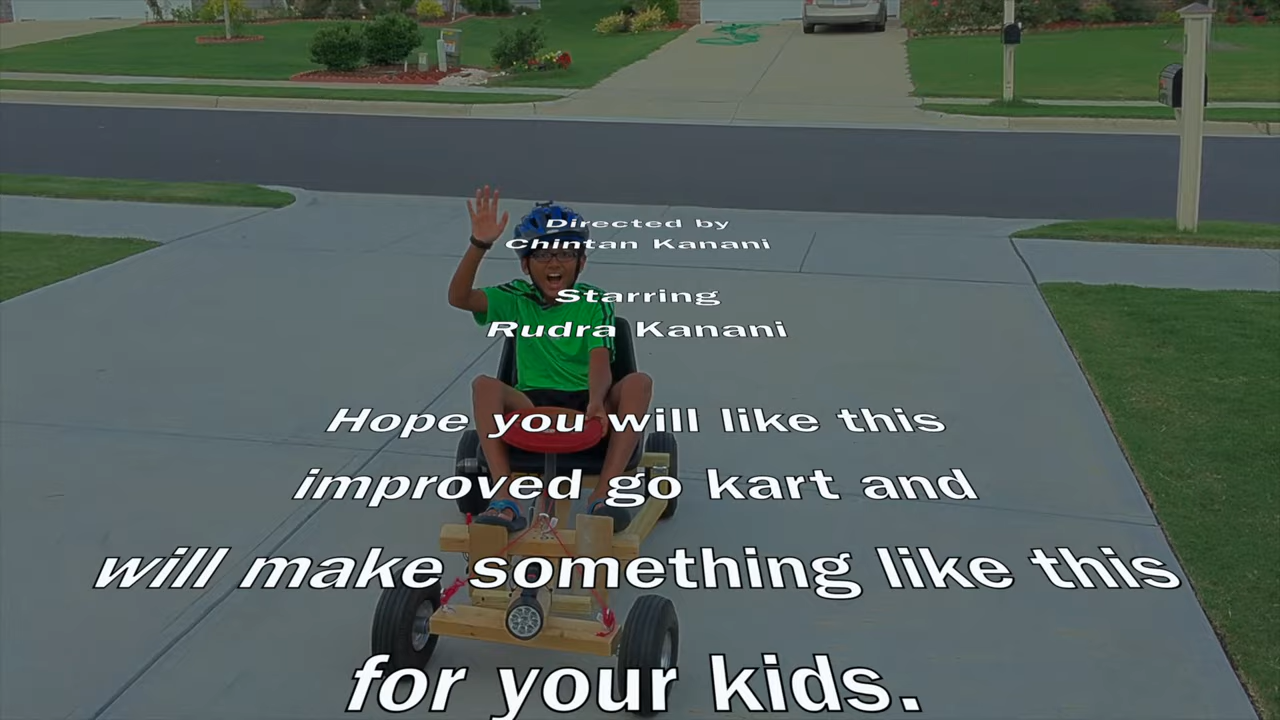 Directed by
Chintan Kanani
Starring
Rudra Kanani
Hope you will like this
improved go kart and
will make something like this
for your kids.